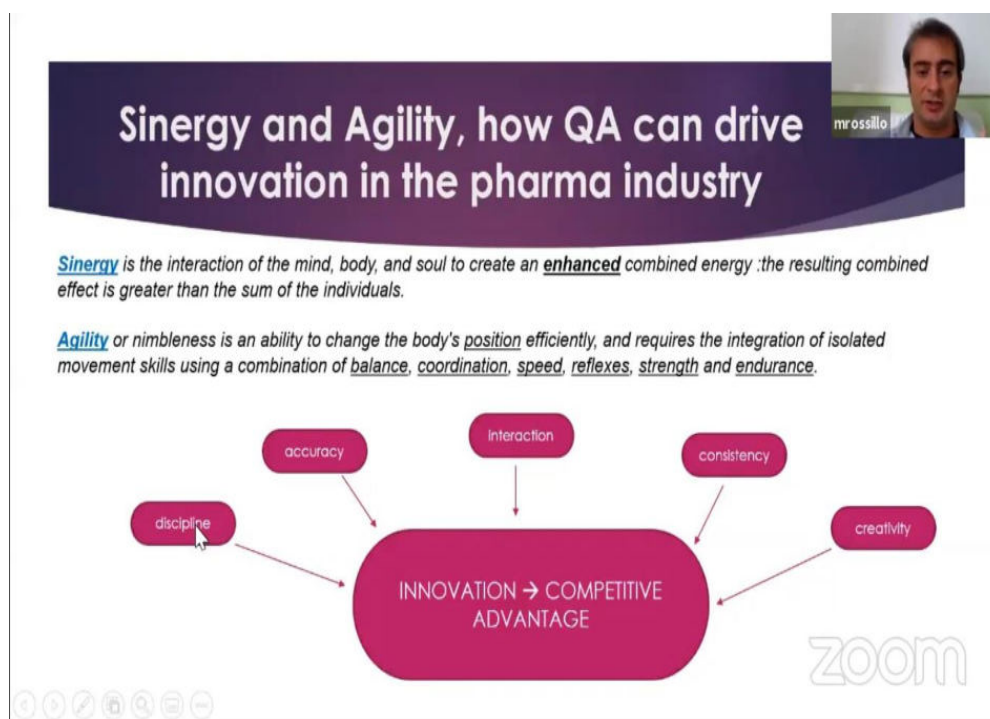 Sinergy and Agility, how QA can drive
innovation in the pharma industry
mrossillo
Sinergy is the interaction of the mind, body, and soul to create an enhanced combined energy :the resulting combined
effect is greater than the sum of the individuals.
Agility or nimbleness is an ability to change the body's position efficiently, and requires the integration of isolated
movement skills using a combination of balance, coordination, speed, reflexes, strength and endurance.
discipline
accuracy
interaction
consistency
creativity
INNOVATION → COMPETITIVE
ADVANTAGE
zoom